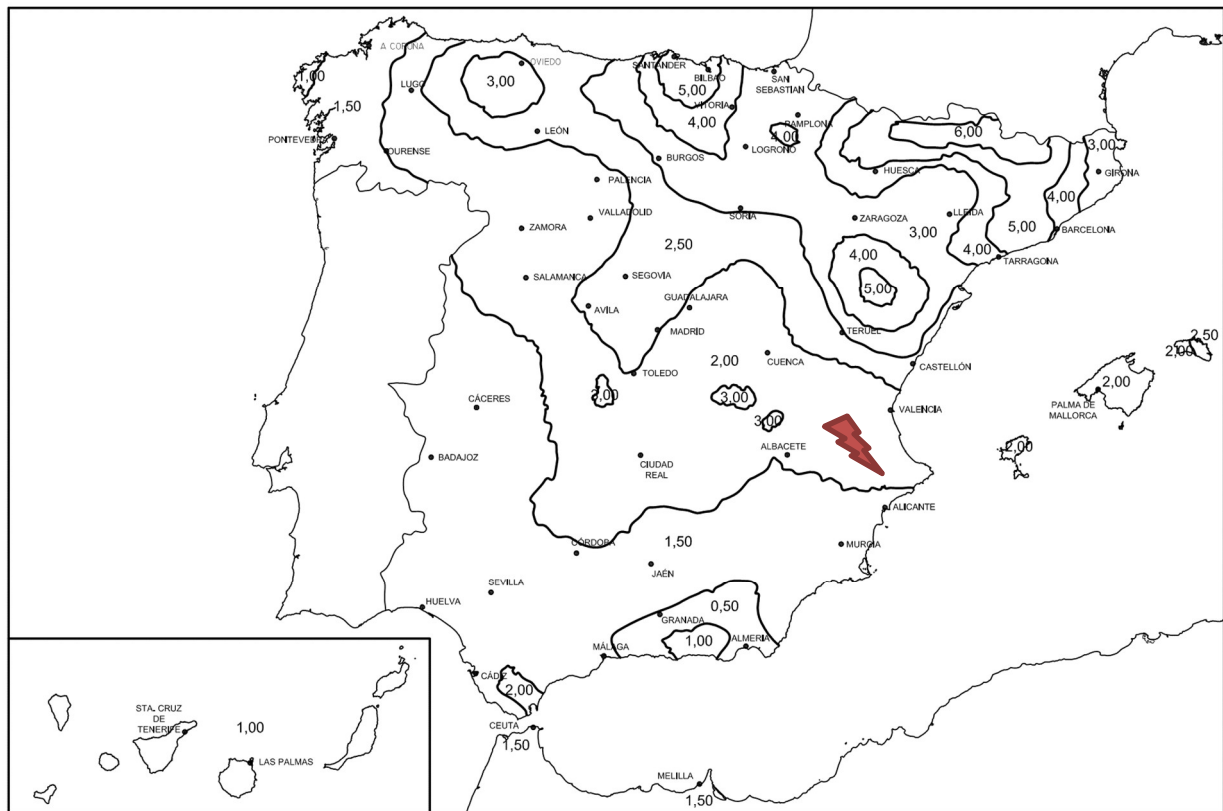 A CORUÑA
LUGO
OVIEDO
3,00
SANTANDER
BILBAO
5,00
VITORIA
4,00
SAN
SEBASTIAN
1,00
1,50
PONTEVEDRA
OURENSE
LEÓN
PAMPLONA
4,00
LOGROÑO
BURGOS
6,00
3,00
GIRONA
HUESCA
PALENCIA
VALLADOLID
ZAMORA
SORIA
ZARAGOZA
LLEIDA
3,00
4,00
5,00
BARCELONA
4,00
TARRAGONA
2,50
4,00
5,00
SALAMANCA
SEGOVIA
AVILA
GUADALAJARA
MADRID
TERUEL
2,00
CUENCA
CASTELLÓN
2,50
2,00
2,00
PALMA DE
MALLORCA
TOLEDO
3,00
3,00
3,00
CÁCERES
VALENCIA
BADAJOZ
CIUDAD
REAL
ALBACETE
2,00
ALICANTE
1,50
CÓRDOBA
JAÉN
MURCIA
SEVILLA
HUELVA
0,50
GRANADA
1,00
ALMERIA
MÁLAGA
CÁDIZ
2,00
CEUTA
1,50
MELILLA
1,50
STA. CRUZ
DE
TENERIFE
1,00
LAS PALMAS